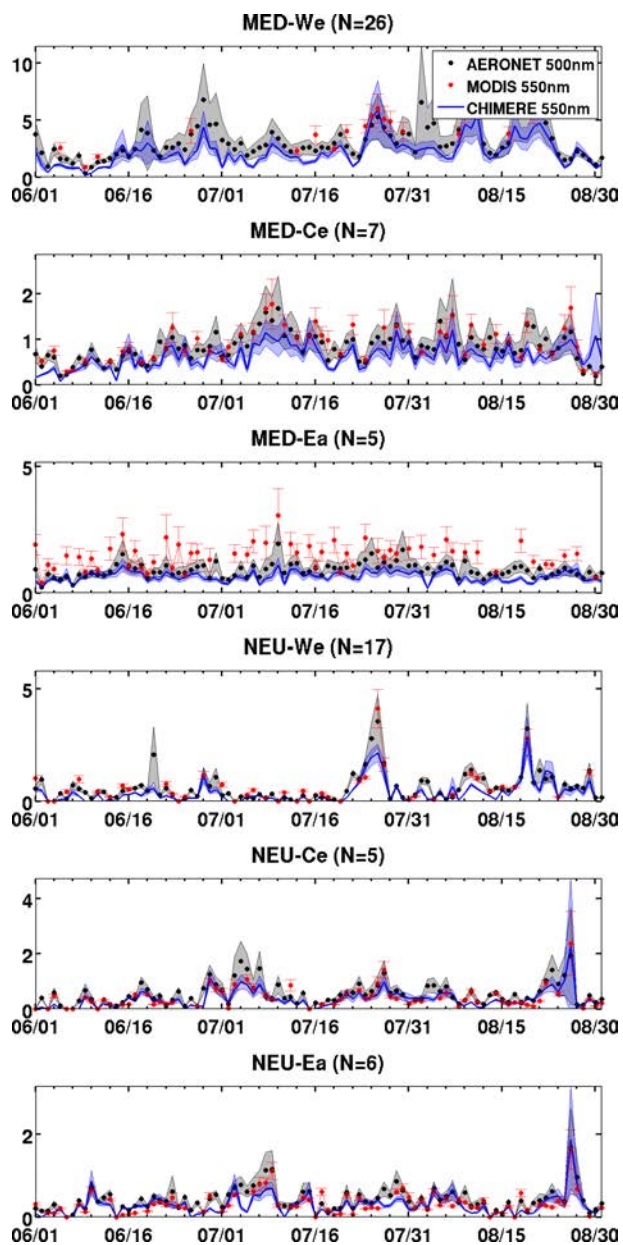 MED-We (N=26)
10
5
0
AERONET 500nm
MODIS 550nm
CHIMERE 550nm
06/01 06/16 07/01 07/16 07/31 08/15 08/30
MED-Ce (N=7)
2
1
0
06/01 06/16 07/01 07/16 07/31 08/15 08/30
MED-Ea (N=5)
5
0
06/01 06/16 07/01 07/16 07/31 08/15 08/30
NEU-We (N=17)
5
0
06/01 06/16 07/01 07/16 07/31 08/15 08/30
NEU-Ce (N=5)
4
2
0
06/01 06/16 07/01 07/16 07/31 08/15 08/30
NEU-Ea (N=6)
2
0
06/01 06/16 07/01 07/16 07/31 08/15 08/30